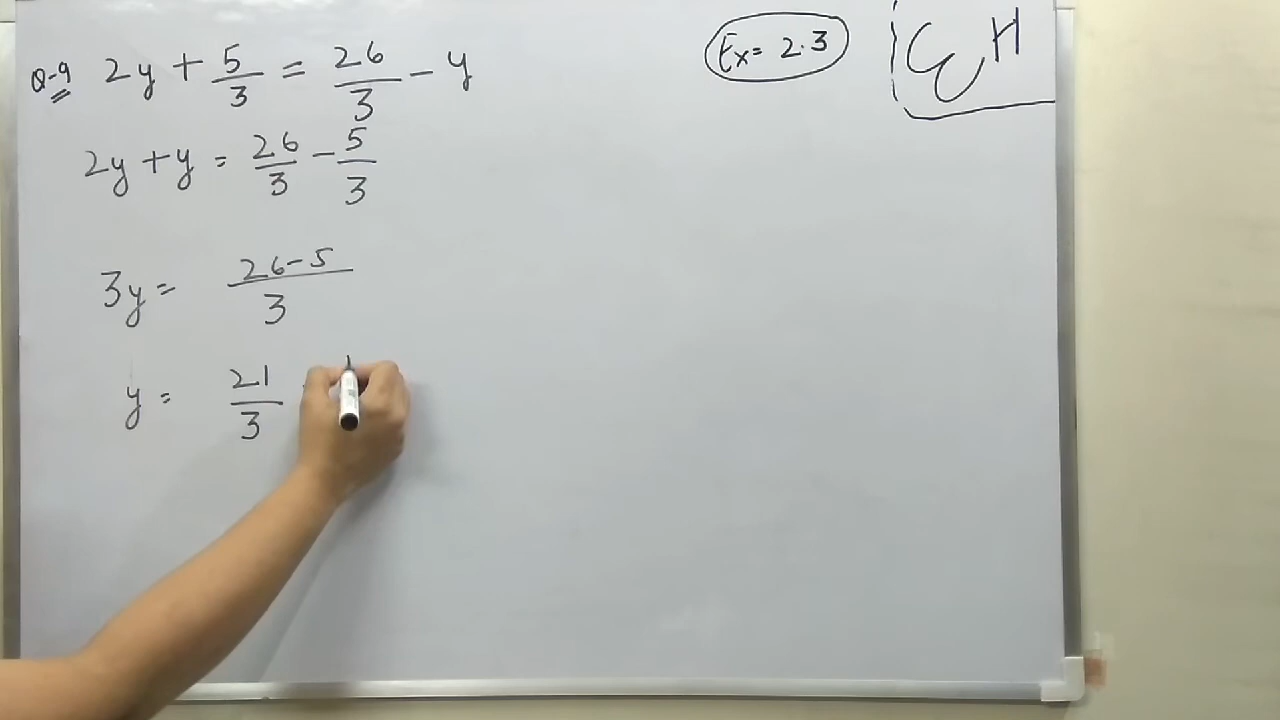 Q-9 2y + 5/3 = 26/3 - y
2y + y = 26/3 - 5/3
3y = 26-5/3
y = 21/3
Ex = 2.3